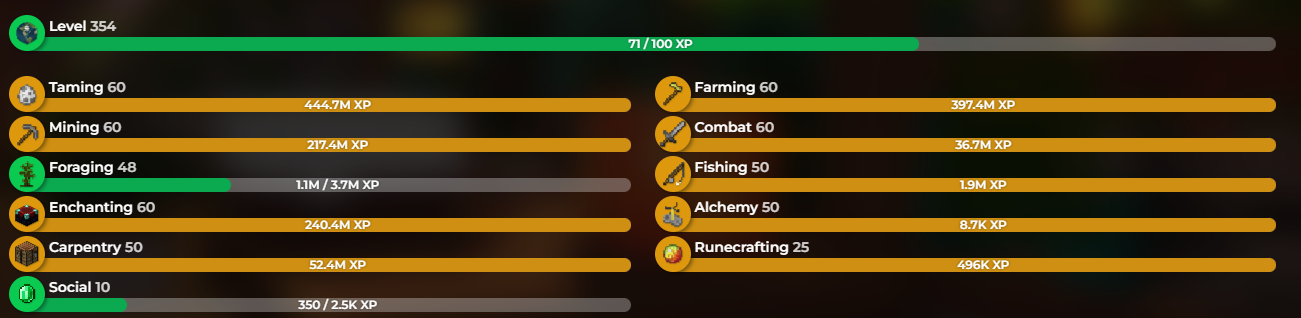 Level 354
71 / 100 XP
Taming 60
444.7M XP
Farming 60
397.4M XP
Mining 60
217.4M XP
Combat 60
36.7M XP
Foraging 48
1.1M / 3.7M XP
Fishing 50
1.9M XP
Enchanting 60
240.4M XP
Alchemy 50
8.7K XP
Carpentry 50
52.4M XP
Runecrafting 25
496K XP
Social 10
350 / 2.5K XP